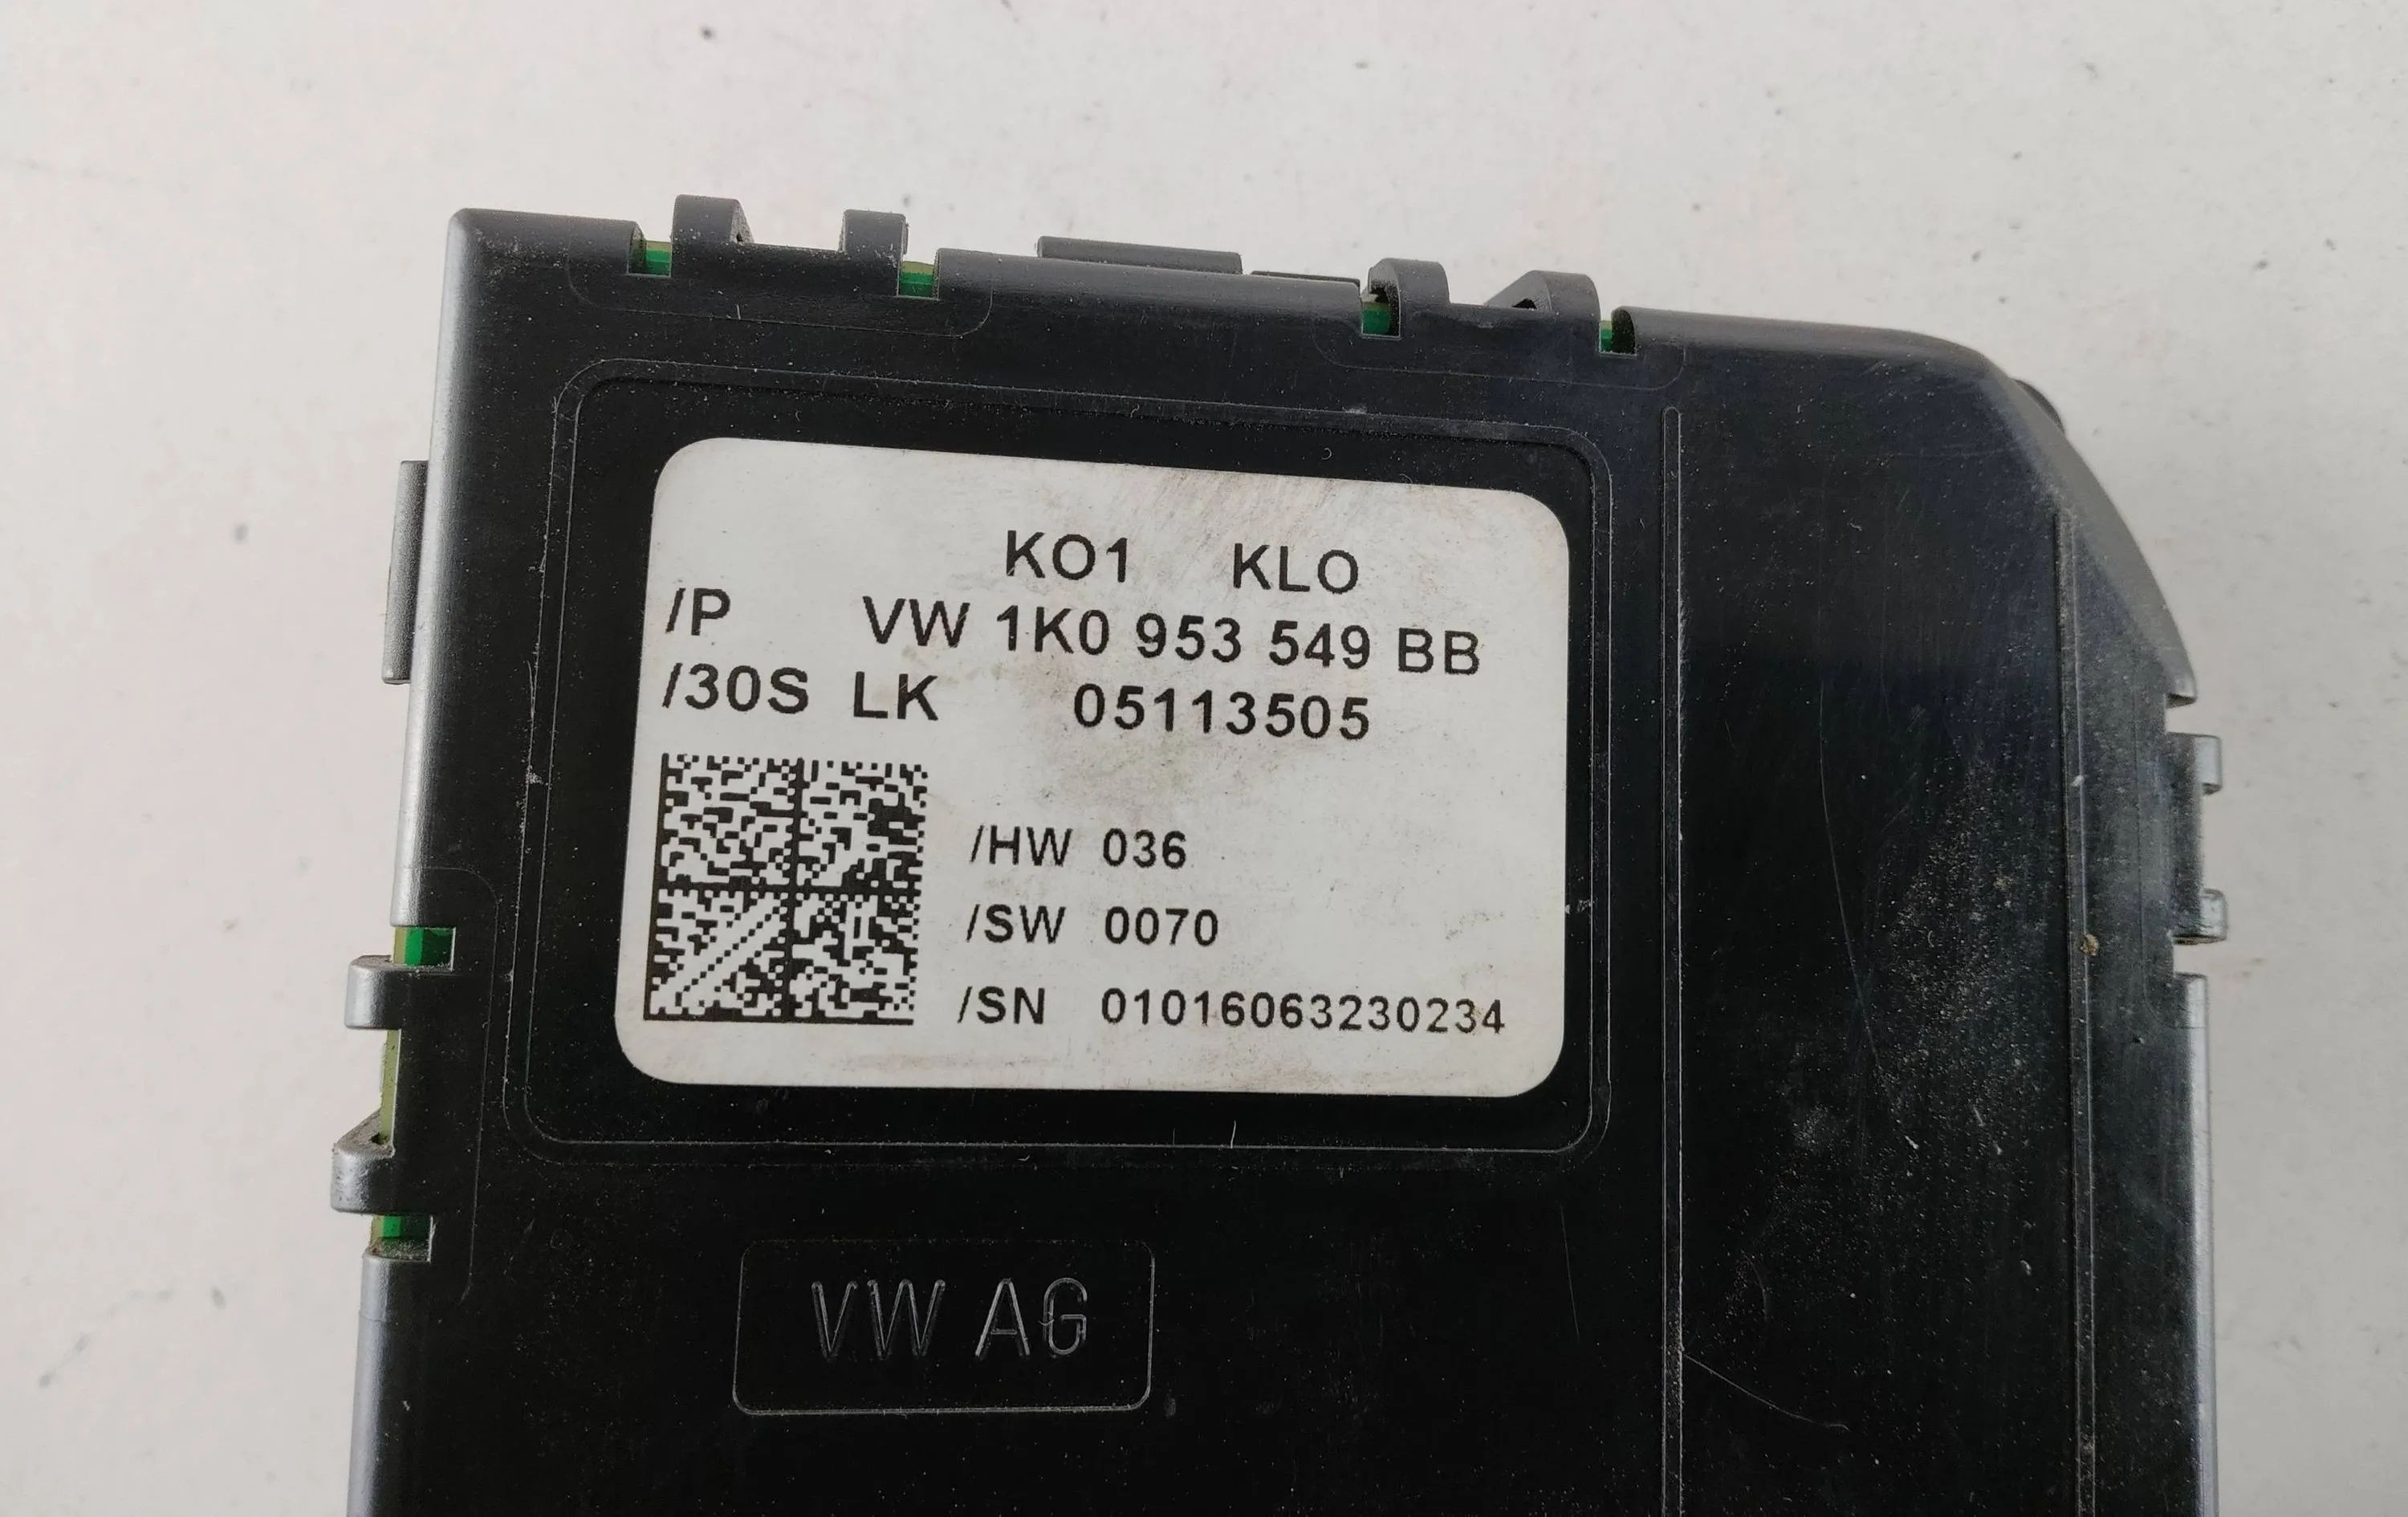 KO1 KLO
/P VW 1K0 953 549 BB
/30S LK 05113505
/HW 036
/SW 0070
/SN 01016063230234
VW AG